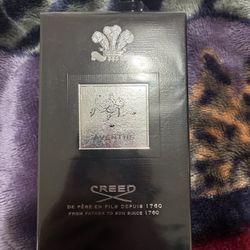 AVENTUS
CREED
DE PÈRE EN FILS DEPUIS 1760
FROM FATHER TO SON SINCE 1760